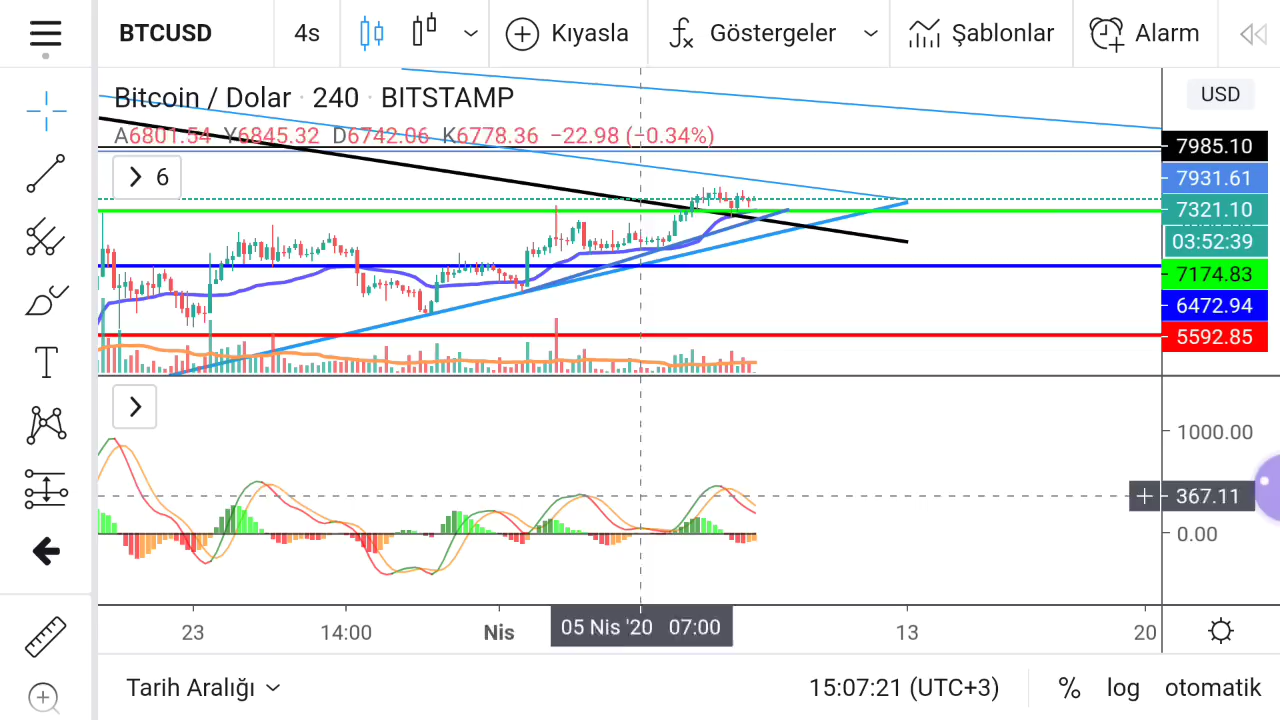 BTCUSD 4s Kıyasla Göstergeler Şablonlar Alarm
Bitcoin / Dolar · 240 · BITSTAMP
USD
A6801.54 Y6845.32 D6742.06 K6778.36 −22.98 (−0.34%)
7985.10
6
7931.61
7321.10
03:52:39
7174.83
6472.94
5592.85
T
1000.00
367.11
0.00
23 14:00 Nis 05 Nis '20 07:00 13 20
Tarih Aralığı 15:07:21 (UTC+3) % log otomatik